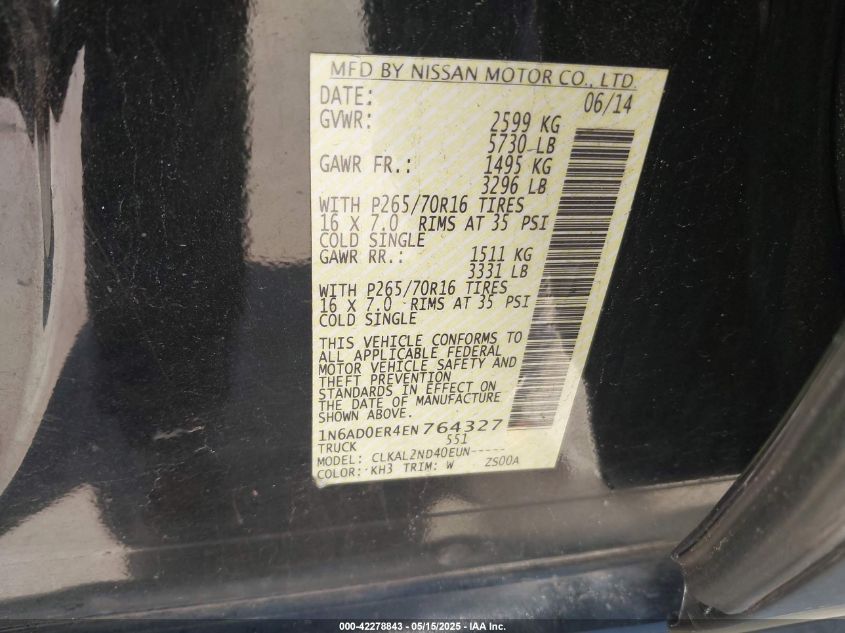 MFD BY NISSAN MOTOR CO., LTD.
DATE: 06/14
GVWR: 2599 KG
5730 LB
GAWR FR.: 1495 KG
3296 LB
WITH P265/70R16 TIRES
16 X 7.0 RIMS AT 35 PSI
COLD SINGLE
GAWR RR.: 1511 KG
3331 LB
WITH P265/70R16 TIRES
16 X 7.0 RIMS AT 35 PSI
COLD SINGLE
THIS VEHICLE CONFORMS TO
ALL APPLICABLE FEDERAL
MOTOR VEHICLE SAFETY AND
THEFT PREVENTION
STANDARDS IN EFFECT ON
THE DATE OF MANUFACTURE
SHOWN ABOVE.
1N6AD0ER4EN764327
TRUCK 551
MODEL: CLKAL2ND40EUN-----
COLOR: KH3 TRIM: W ZS00A
000-42278843 / 05/15/2025 - IAA Inc.